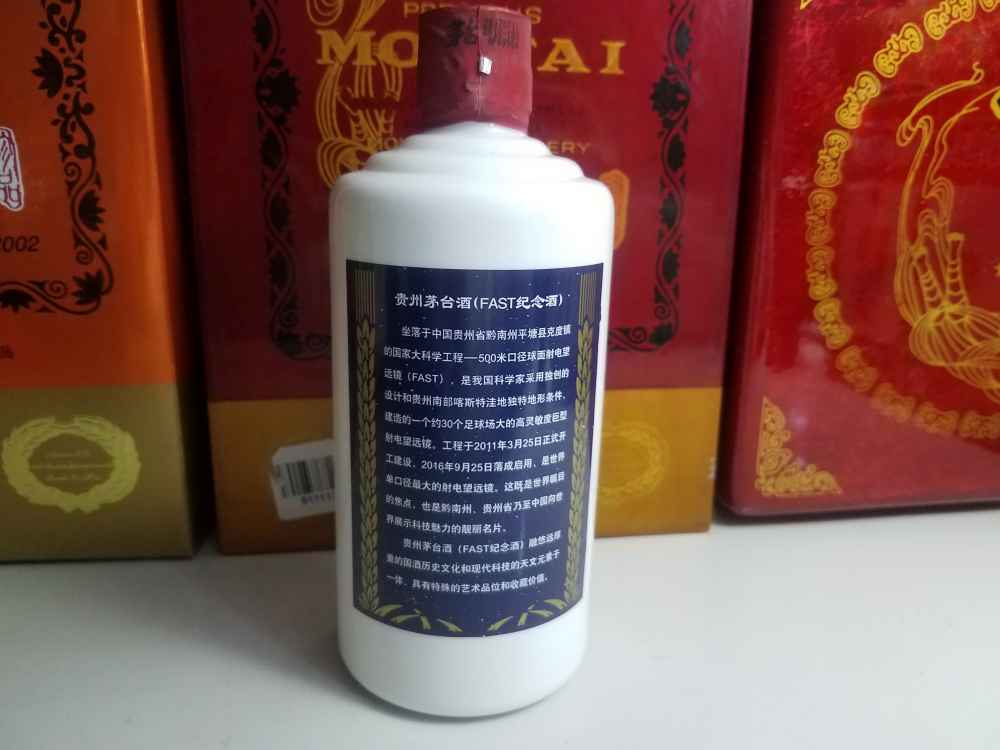 MOUTAI
2002
品
贵州茅台酒(FAST纪念酒)
坐落于中国贵州省黔南州平塘县克度镇
的国家大科学工程—500米口径球面射电望
远镜(FAST),是我国科学家采用独创的
设计和贵州南部喀斯特洼地独特地形条件,
建造的一个约30个足球场大的高灵敏度巨型
射电望远镜。工程于2011年3月25日正式开
工建设,2016年9月25日落成启用,是世界
单口径最大的射电望远镜。这既是世界瞩目
的焦点,也是黔南州、贵州省乃至中国向世
界展示科技魅力的靓丽名片。
贵州茅台酒(FAST纪念酒)融悠远厚
重的国酒历史文化和现代科技的天文元素于
一体,具有特殊的艺术品位和收藏价值。